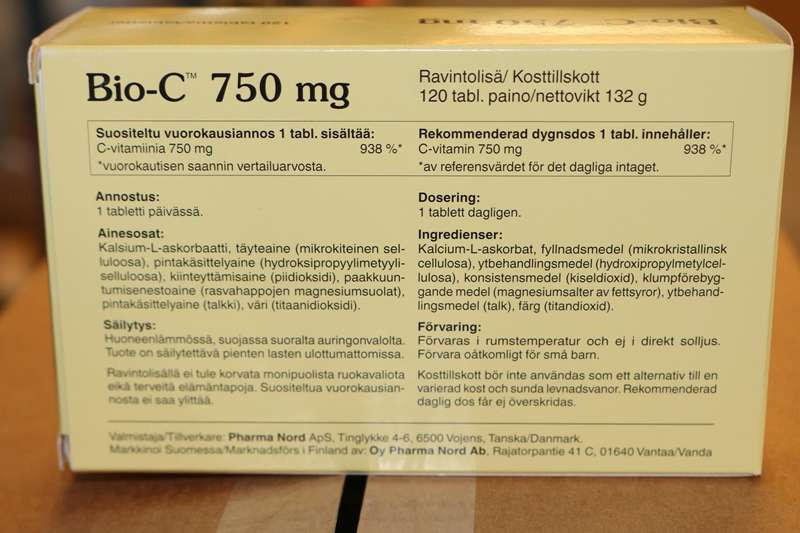 Bio-C 750 mg
120 tabletti/tabletter
Bio-C™ 750 mg
Ravintolisä/ Kosttillskott
120 tabl. paino/nettovikt 132 g
Suositeltu vuorokausiannos 1 tabl. sisältää:
C-vitamiinia 750 mg 938 %*
*vuorokautisen saannin vertailuarvosta.
Rekommenderad dygnsdos 1 tabl. innehåller:
C-vitamin 750 mg 938 %*
*av referensvärdet för det dagliga intaget.
Annostus:
1 tabletti päivässä.
Ainesosat:
Kalsium-L-askorbaatti, täyteaine (mikrokiteinen sel-
luloosa), pintakäsittelyaine (hydroksipropyylimetyyli-
selluloosa), kiinteyttämisaine (piidioksidi), paakkuun-
tumisenestoaine (rasvahappojen magnesiumsuolat),
pintakäsittelyaine (talkki), väri (titaanidioksidi).
Säilytys:
Huoneenlämmössä, suojassa suoralta auringonvalolta.
Tuote on säilytettävä pienten lasten ulottumattomissa.
Ravintolisällä ei tule korvata monipuolista ruokavaliota
eikä terveitä elämäntapoja. Suositeltua vuorokausian-
nosta ei saa ylittää.
Dosering:
1 tablett dagligen.
Ingredienser:
Kalcium-L-askorbat, fyllnadsmedel (mikrokristallinsk
cellulosa), ytbehandlingsmedel (hydroxipropylmetylcel-
lulosa), konsistensmedel (kiseldioxid), klumpförebyg-
gande medel (magnesiumsalter av fettsyror), ytbehand-
lingsmedel (talk), färg (titandioxid).
Förvaring:
Förvaras i rumstemperatur och ej i direkt solljus.
Förvara oåtkomligt för små barn.
Kosttillskott bör inte användas som ett alternativ till en
varierad kost och sunda levnadsvanor. Rekommenderad
daglig dos får ej överskridas.
Valmistaja/Tillverkare: Pharma Nord ApS, Tinglykke 4-6, 6500 Vojens, Tanska/Danmark.
Markkinoi Suomessa/Marknadsförs i Finland av: Oy Pharma Nord Ab, Rajatorpantie 41 C, 01640 Vantaa/Vanda